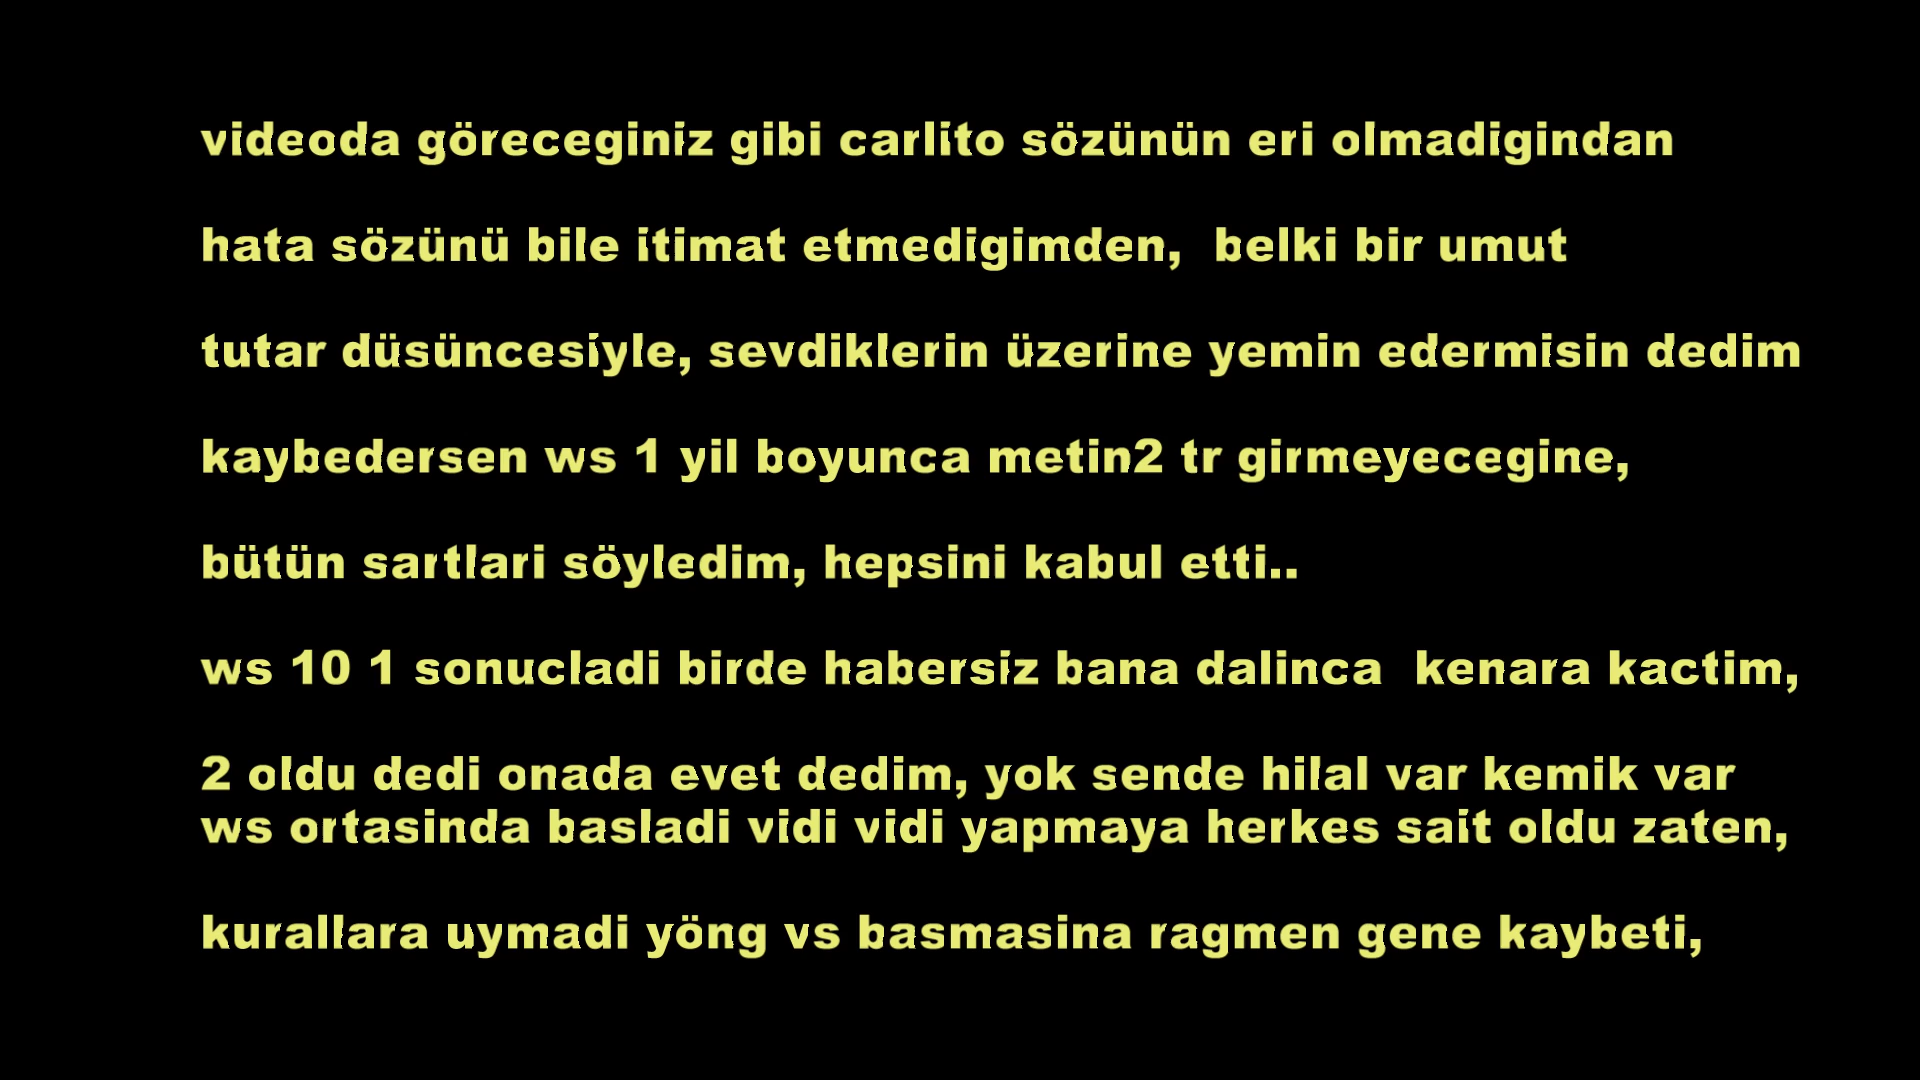 videoda göreceginiz gibi carlito sözünün eri olmadigindan
hata sözünü bile itimat etmedigimden,  belki bir umut
tutar düsüncesiyle, sevdiklerin üzerine yemin edermisin dedim
kaybedersen ws 1 yil boyunca metin2 tr girmeyecegine,
bütün sartlari söyledim, hepsini kabul etti..
ws 10 1 sonucladi birde habersiz bana dalinca  kenara kactim,
2 oldu dedi onada evet dedim, yok sende hilal var kemik var
ws ortasinda basladi vidi vidi yapmaya herkes sait oldu zaten,
kurallara uymadi yöng vs basmasina ragmen gene kaybeti,